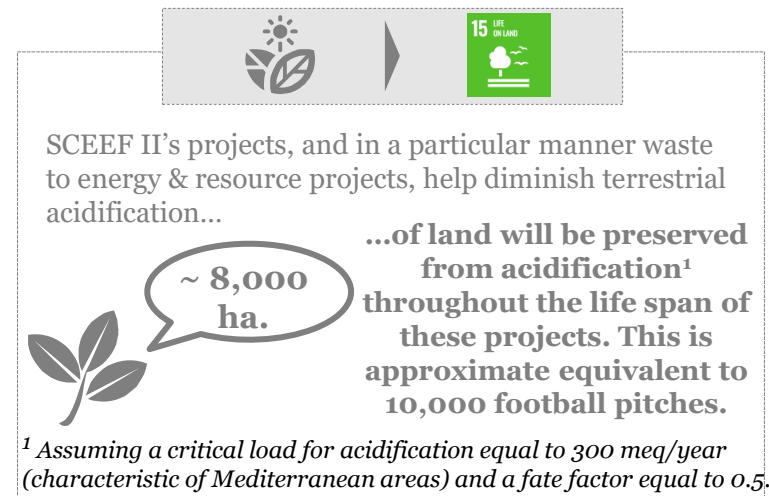 15 LIFE
ON LAND
SCEEF II’s projects, and in a particular manner waste
to energy & resource projects, help diminish terrestrial
acidification…
~ 8,000
ha.
…of land will be preserved
from acidification¹
throughout the life span of
these projects. This is
approximate equivalent to
10,000 football pitches.
¹ Assuming a critical load for acidification equal to 300 meq/year
(characteristic of Mediterranean areas) and a fate factor equal to 0.5.